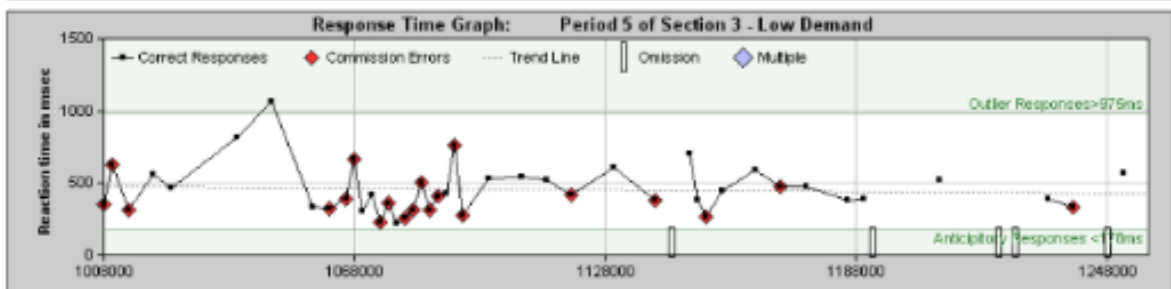 Response Time Graph: Period 5 of Section 3 - Low Demand
1500
Correct Responses Commission Errors Trend Line Omission Multiple
Reaction time in msec
1000
Outlier Responses>975ms
500
Anticipitory Responses <178ms
0
1008000 1068000 1128000 1188000 1248000